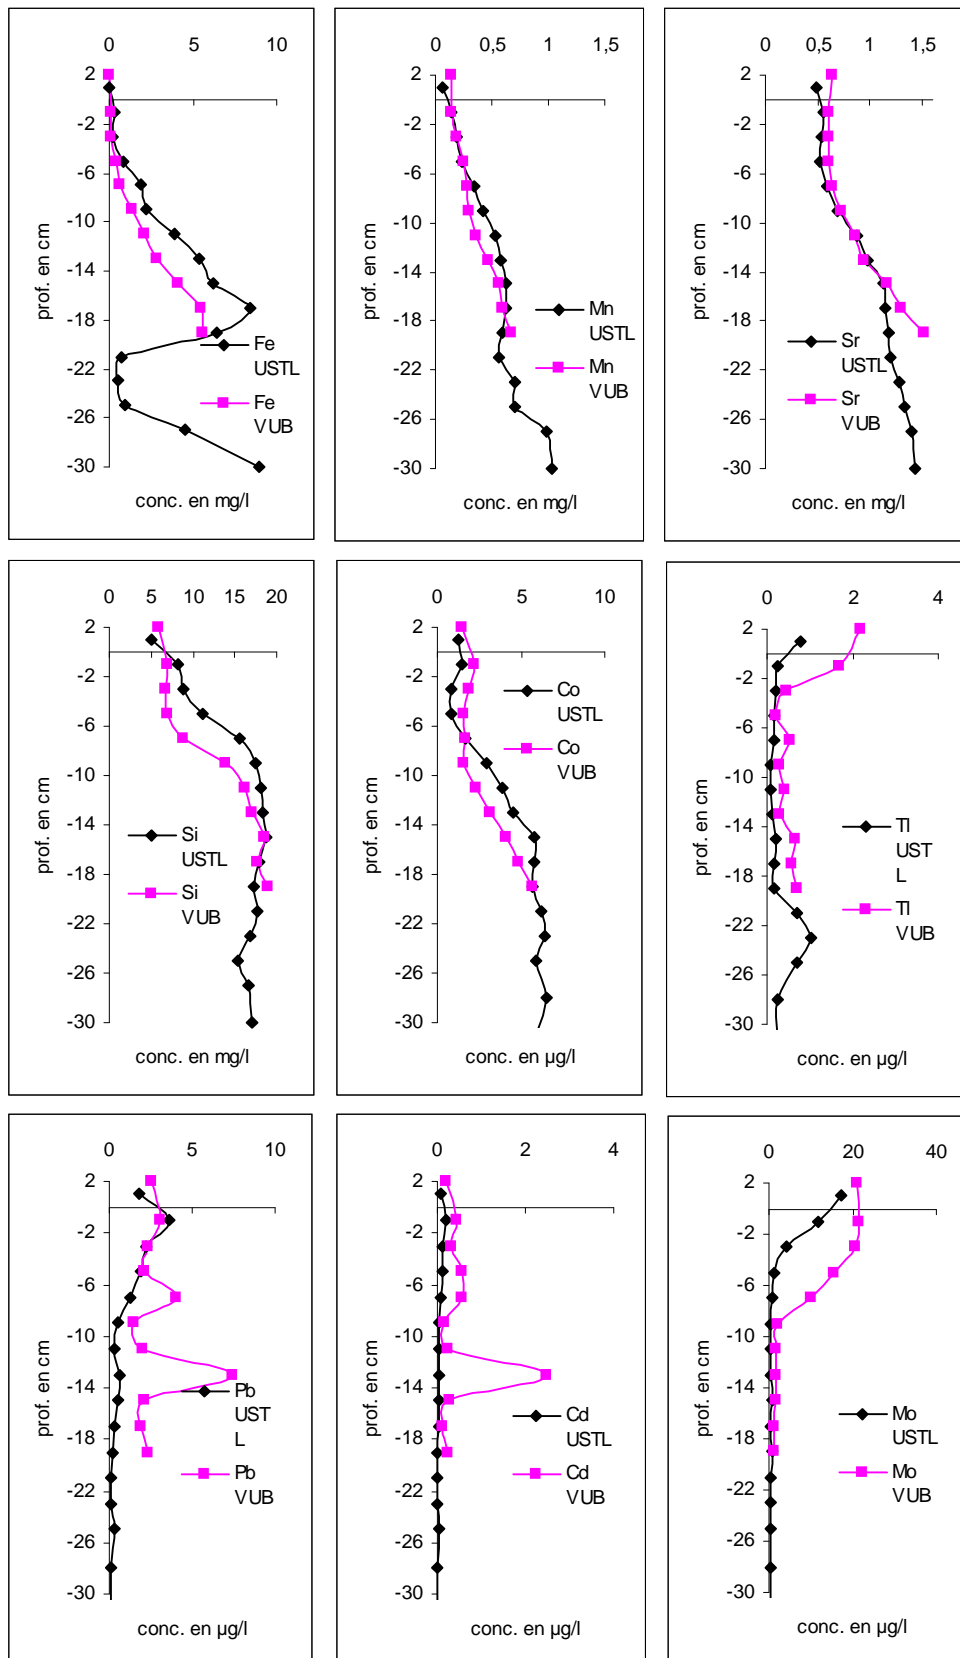 0 5 10
2
-2
-6
-10
-14
-18
-22
-26
-30
prof. en cm
Fe
USTL
Fe
VUB
conc. en mg/l
0 0,5 1 1,5
2
-2
-6
-10
-14
-18
-22
-26
-30
prof. en cm
Mn
USTL
Mn
VUB
conc. en mg/l
0 0,5 1 1,5
2
-2
-6
-10
-14
-18
-22
-26
-30
prof. en cm
Sr
USTL
Sr
VUB
conc. en mg/l
0 5 10 15 20
2
-2
-6
-10
-14
-18
-22
-26
-30
prof. en cm
Si
USTL
Si
VUB
conc. en mg/l
0 5 10
2
-2
-6
-10
-14
-18
-22
-26
-30
prof. en cm
Co
USTL
Co
VUB
conc. en µg/l
0 2 4
2
-2
-6
-10
-14
-18
-22
-26
-30
prof. en cm
Tl
UST
L
Tl
VUB
conc. en µg/l
0 5 10
2
-2
-6
-10
-14
-18
-22
-26
-30
prof. en cm
Pb
UST
L
Pb
VUB
conc. en µg/l
0 2 4
2
-2
-6
-10
-14
-18
-22
-26
-30
prof. en cm
Cd
USTL
Cd
VUB
conc. en µg/l
0 20 40
2
-2
-6
-10
-14
-18
-22
-26
-30
prof. en cm
Mo
USTL
Mo
VUB
conc. en µg/l